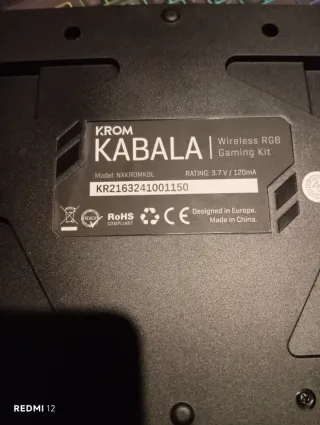 KROM
KABALA | Wireless RGB
Gaming Kit
Model: NXKROMKBL RATING: 3.7 V / 120mA
KR2163241001150
RoHS
COMPLIANT
CE
Designed in Europe.
Made in China.
REDMI 12